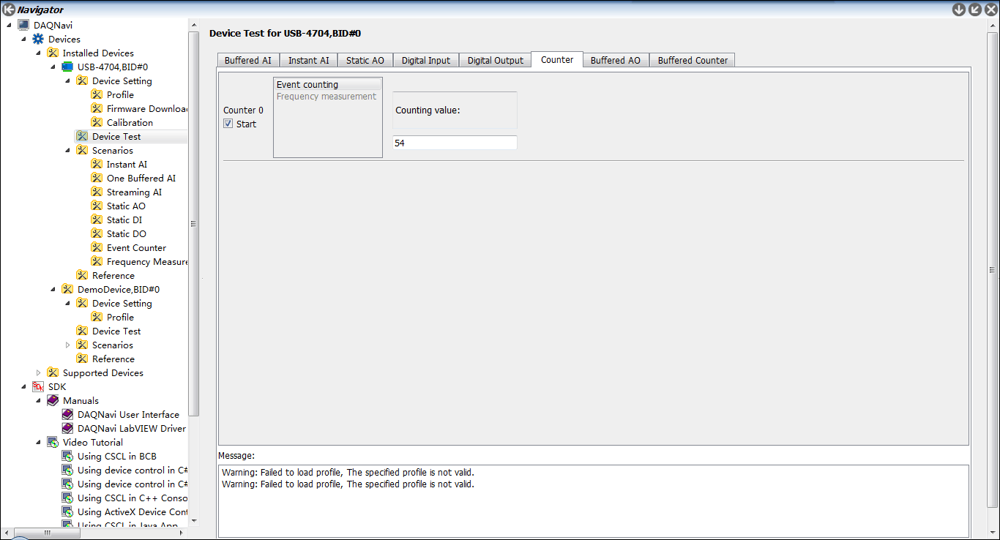 Navigator
DAQNavi
Devices
Installed Devices
USB-4704,BID#0
Device Setting
Profile
Firmware Downloa
Calibration
Device Test
Scenarios
Instant AI
One Buffered AI
Streaming AI
Static AO
Static DI
Static DO
Event Counter
Frequency Measure
Reference
DemoDevice,BID#0
Device Setting
Profile
Device Test
Scenarios
Reference
Supported Devices
SDK
Manuals
DAQNavi User Interface
DAQNavi LabVIEW Driver
Video Tutorial
Using CSCL in BCB
Using device control in C#
Using device control in C#
Using CSCL in C++ Conso
Using ActiveX Device Cont
Using CSCL in Java App
Device Test for USB-4704,BID#0
Buffered AI Instant AI Static AO Digital Input Digital Output Counter Buffered AO Buffered Counter
Counter 0
Start
Event counting
Frequency measurement
Counting value:
54
Message:
Warning: Failed to load profile, The specified profile is not valid.
Warning: Failed to load profile, The specified profile is not valid.